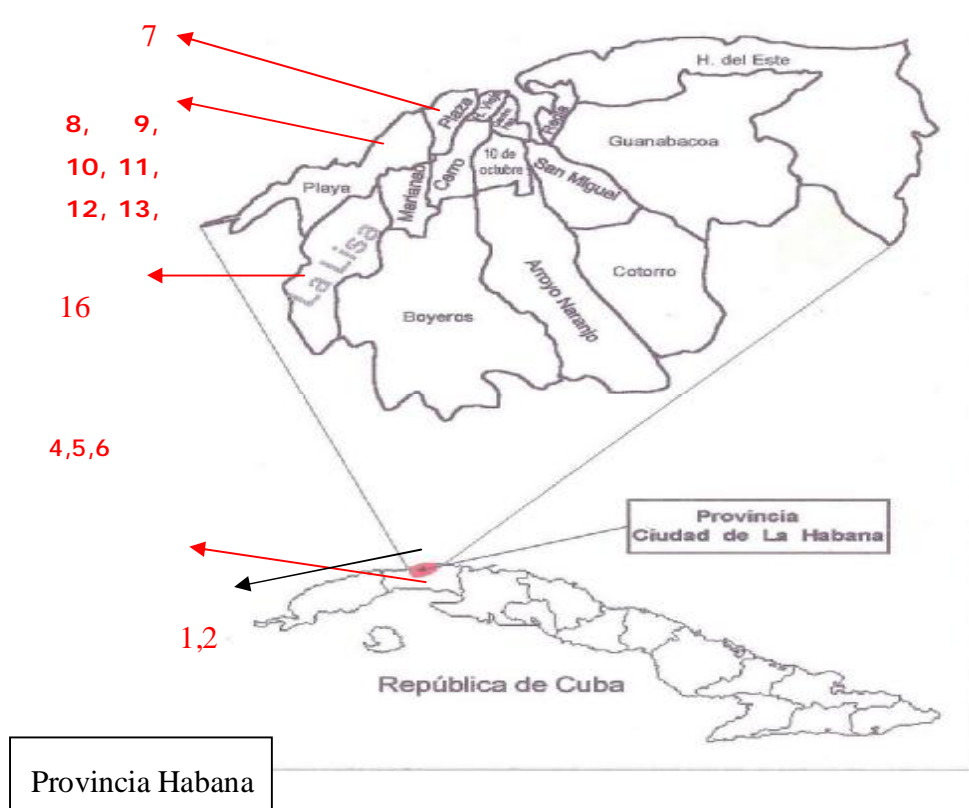 7
H. del Este
8, 9,
Plaza
Regla
10, 11,
Guanabacoa
10 de
octubre
Cerro
San Miguel
Playa
Marianao
12, 13,
La Lisa
Cotorro
Arroyo Naranjo
16
Boyeros
4,5,6
Provincia
Ciudad de La Habana
1,2
República de Cuba
Provincia Habana